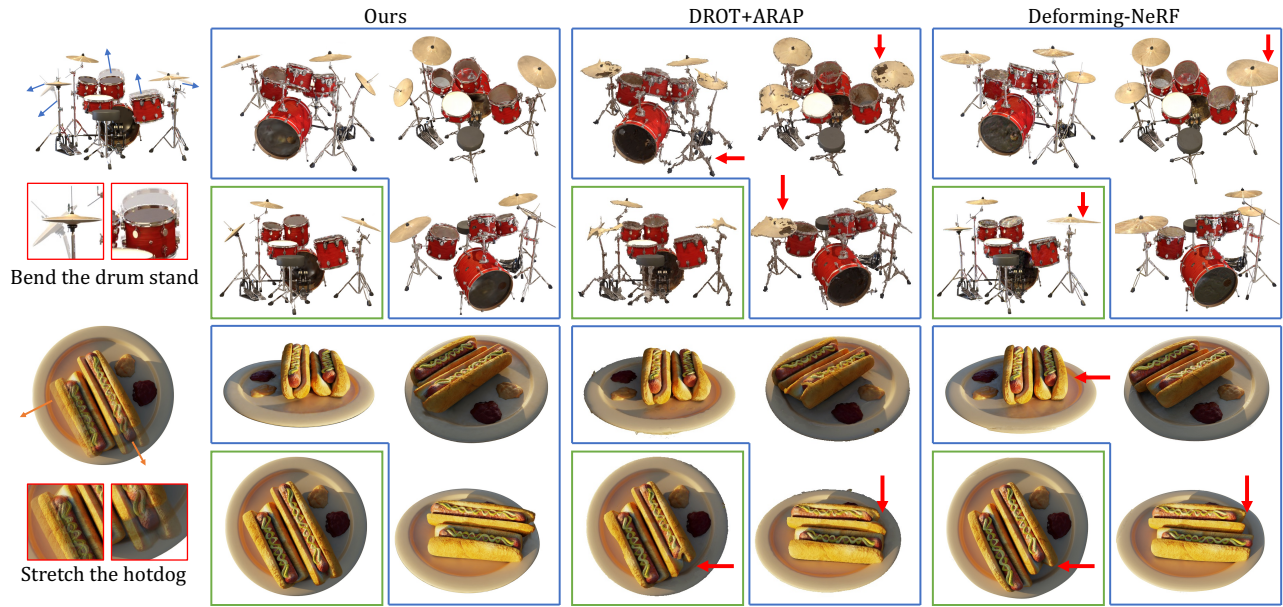 Ours
DROT+ARAP
Deforming-NeRF
Bend the drum stand
Stretch the hotdog